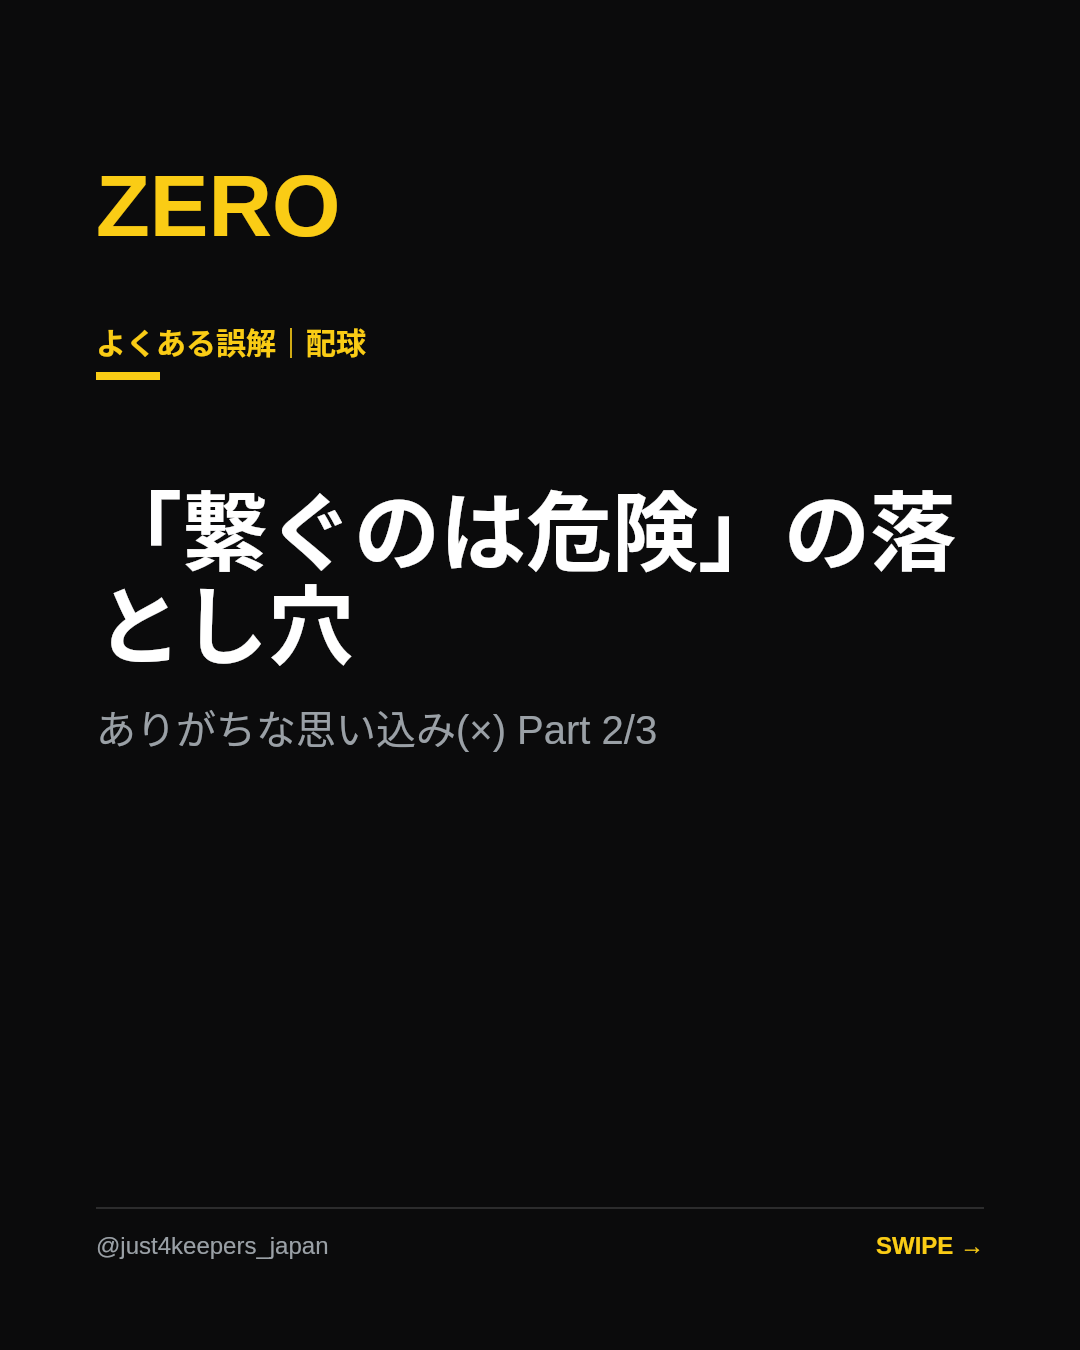 ZERO
よくある誤解｜配球
「繋ぐのは危険」の落
とし穴
ありがちな思い込み(×) Part 2/3
@just4keepers_japan
SWIPE →